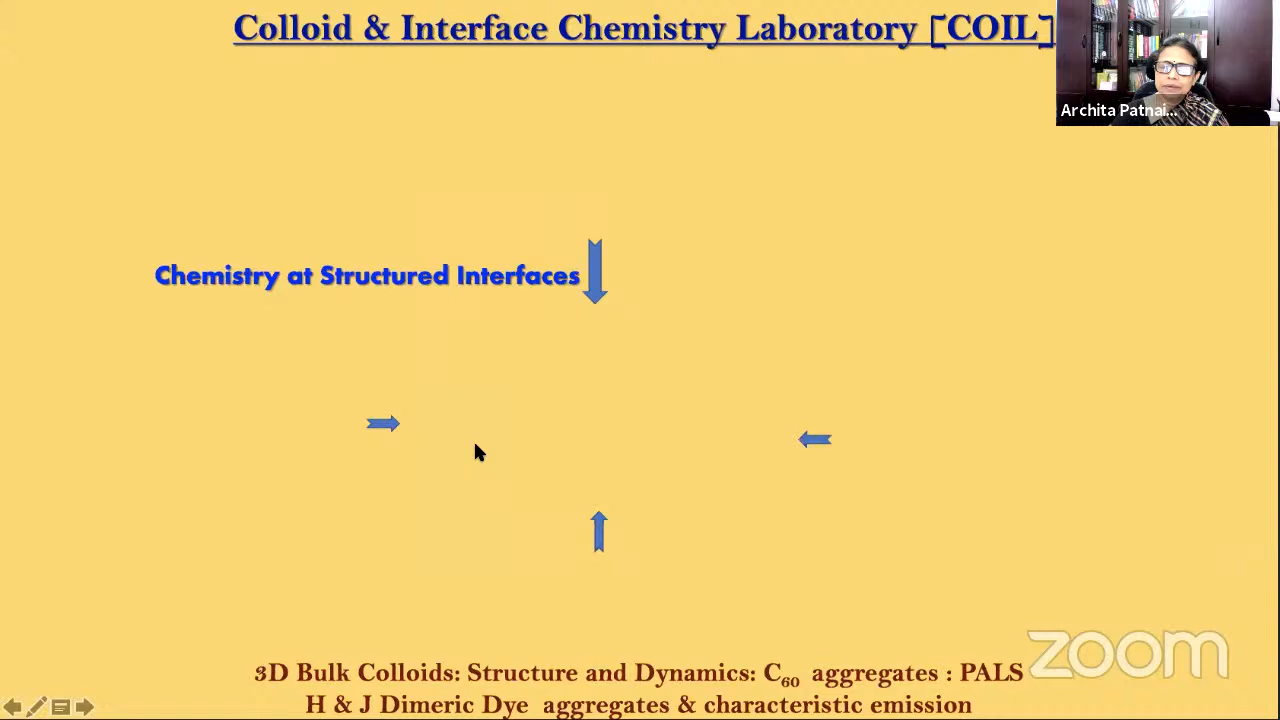 Colloid & Interface Chemistry Laboratory [COIL]
Archita Patnai...
Chemistry at Structured Interfaces
zoom
3D Bulk Colloids: Structure and Dynamics: C₆₀ aggregates : PALS
H & J Dimeric Dye aggregates & characteristic emission